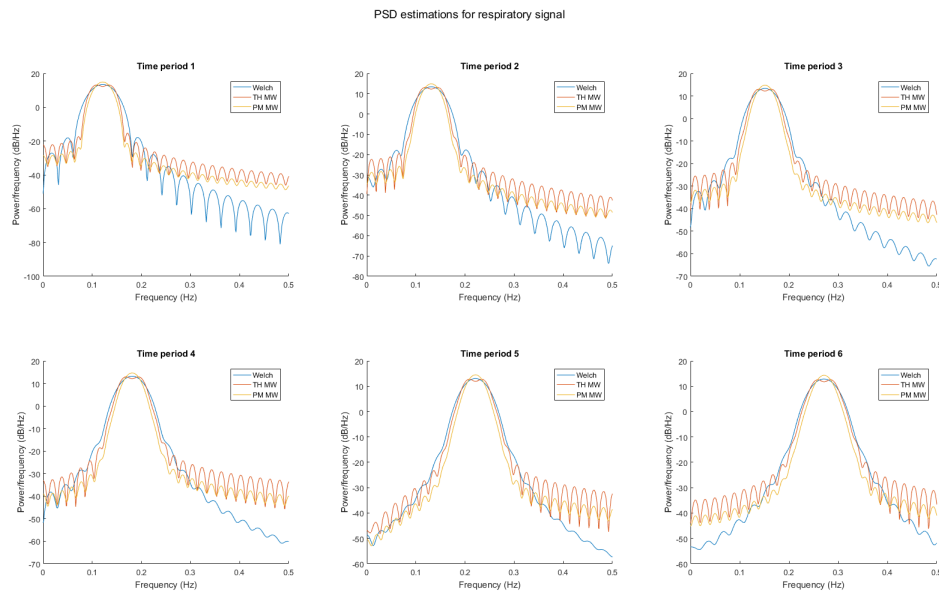 PSD estimations for respiratory signal
Time period 1
Time period 2
Time period 3
Welch
TH MW
PM MW
Welch
TH MW
PM MW
Welch
TH MW
PM MW
Power/frequency (dB/Hz)
20
0
-20
-40
-60
-80
-100
Power/frequency (dB/Hz)
20
10
0
-10
-20
-30
-40
-50
-60
-70
-80
Power/frequency (dB/Hz)
20
10
0
-10
-20
-30
-40
-50
-60
-70
0 0.1 0.2 0.3 0.4 0.5
0 0.1 0.2 0.3 0.4 0.5
0 0.1 0.2 0.3 0.4 0.5
Frequency (Hz)
Frequency (Hz)
Frequency (Hz)
Time period 4
Time period 5
Time period 6
Welch
TH MW
PM MW
Welch
TH MW
PM MW
Welch
TH MW
PM MW
Power/frequency (dB/Hz)
20
10
0
-10
-20
-30
-40
-50
-60
-70
Power/frequency (dB/Hz)
20
10
0
-10
-20
-30
-40
-50
-60
Power/frequency (dB/Hz)
20
10
0
-10
-20
-30
-40
-50
-60
0 0.1 0.2 0.3 0.4 0.5
0 0.1 0.2 0.3 0.4 0.5
0 0.1 0.2 0.3 0.4 0.5
Frequency (Hz)
Frequency (Hz)
Frequency (Hz)